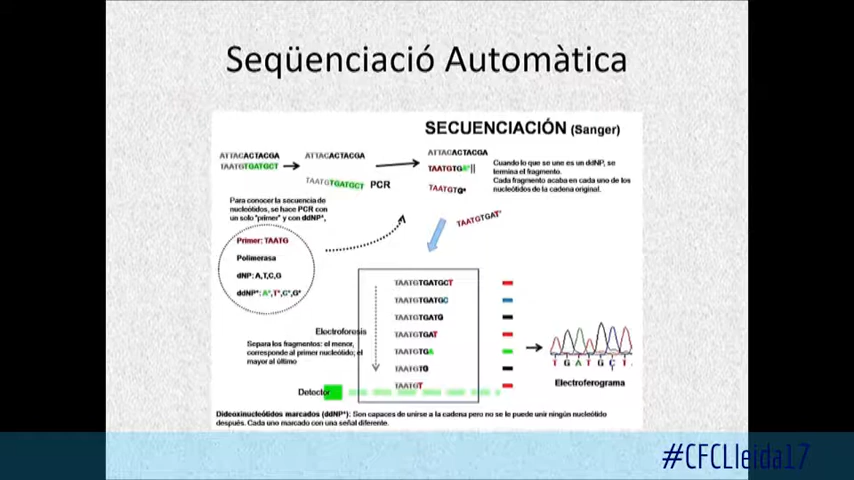 Seqüenciació Automàtica
SECUENCIACIÓN (Sanger)
ATTACACTACGA
TAATGTGATGCT
ATTACACTACGA
TAATGTGATGCT
PCR
ATTACACTACGA
TAATGTGA*||
TAATGTG*
TAATGTGAT*
Cuando lo que se une es un ddNP, se
termina el fragmento.
Cada fragmento acaba en cada uno de los
nucleótidos de la cadena original.
Para conocer la secuencia de
nucleótidos, se hace PCR con
un solo "primer" y con ddNP*,
Primer: TAATG
Polimerasa
dNP: A,T,C,G
ddNP*: A*,T*,C*,G*
TAATGTGATGCT
TAATGTGATGC
TAATGTGATG
TAATGTGAT
TAATGTGA
TAATGTG
TAATGT
Electroforesis
Separa los fragmentos: el menor,
corresponde al primer nucleótido; el
mayor al último
Detector
T G A T G C T
Electroferograma
Dideoxinucleótidos marcados (ddNP*): Son capaces de unirse a la cadena pero no se le puede unir ningún nucleótido
después. Cada uno marcado con una señal diferente.
#CFCLleida17